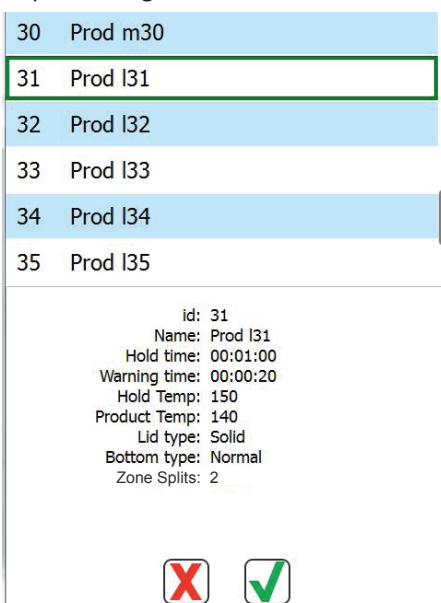 30 Prod m30
31 Prod l31
32 Prod l32
33 Prod l33
34 Prod l34
35 Prod l35
id: 31
Name: Prod l31
Hold time: 00:01:00
Warning time: 00:00:20
Hold Temp: 150
Product Temp: 140
Lid type: Solid
Bottom type: Normal
Zone Splits: 2
X